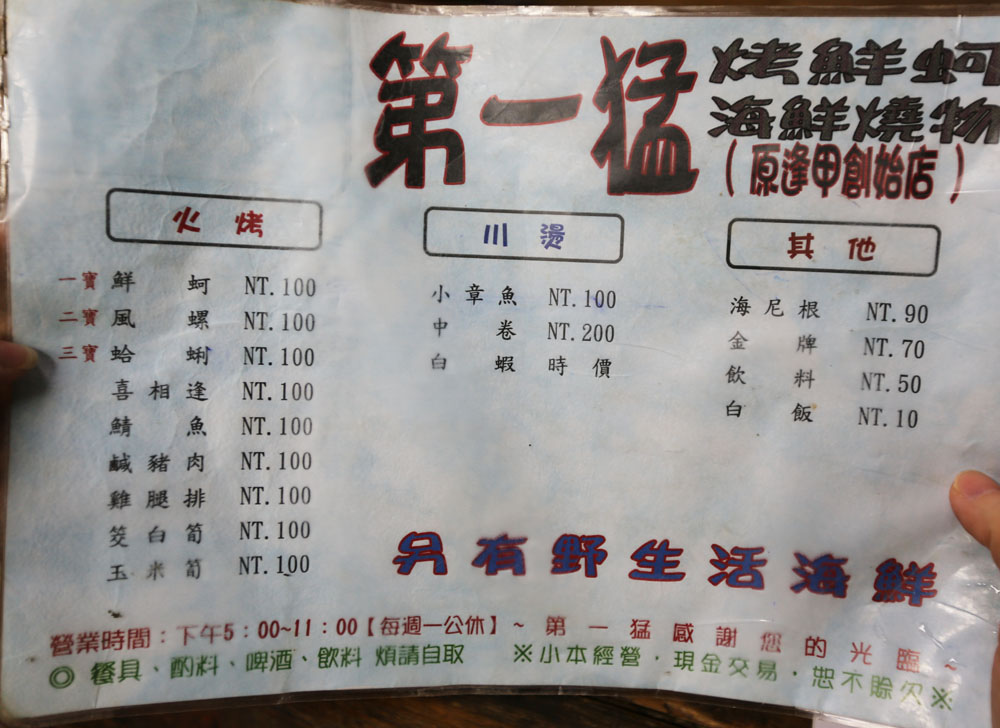 第一猛
烤鮮蚵
海鮮燒物
(原逢甲創始店)
火烤
一寶 鮮蚵 NT.100
二寶 風螺 NT.100
三寶 蛤蜊 NT.100
喜相逢 NT.100
鯖魚 NT.100
鹹豬肉 NT.100
雞腿排 NT.100
筊白筍 NT.100
玉米筍 NT.100
川燙
小章魚 NT.100
中卷 NT.200
白蝦 時價
其他
海尼根 NT.90
金牌 NT.70
飲料 NT.50
白飯 NT.10
另有野生活海鮮
營業時間：下午5：00~11：00【每週一公休】~第一猛感謝您的光臨~
◎餐具、酌料、啤酒、飲料 煩請自取 ※小本經營．現金交易．恕不賒欠※